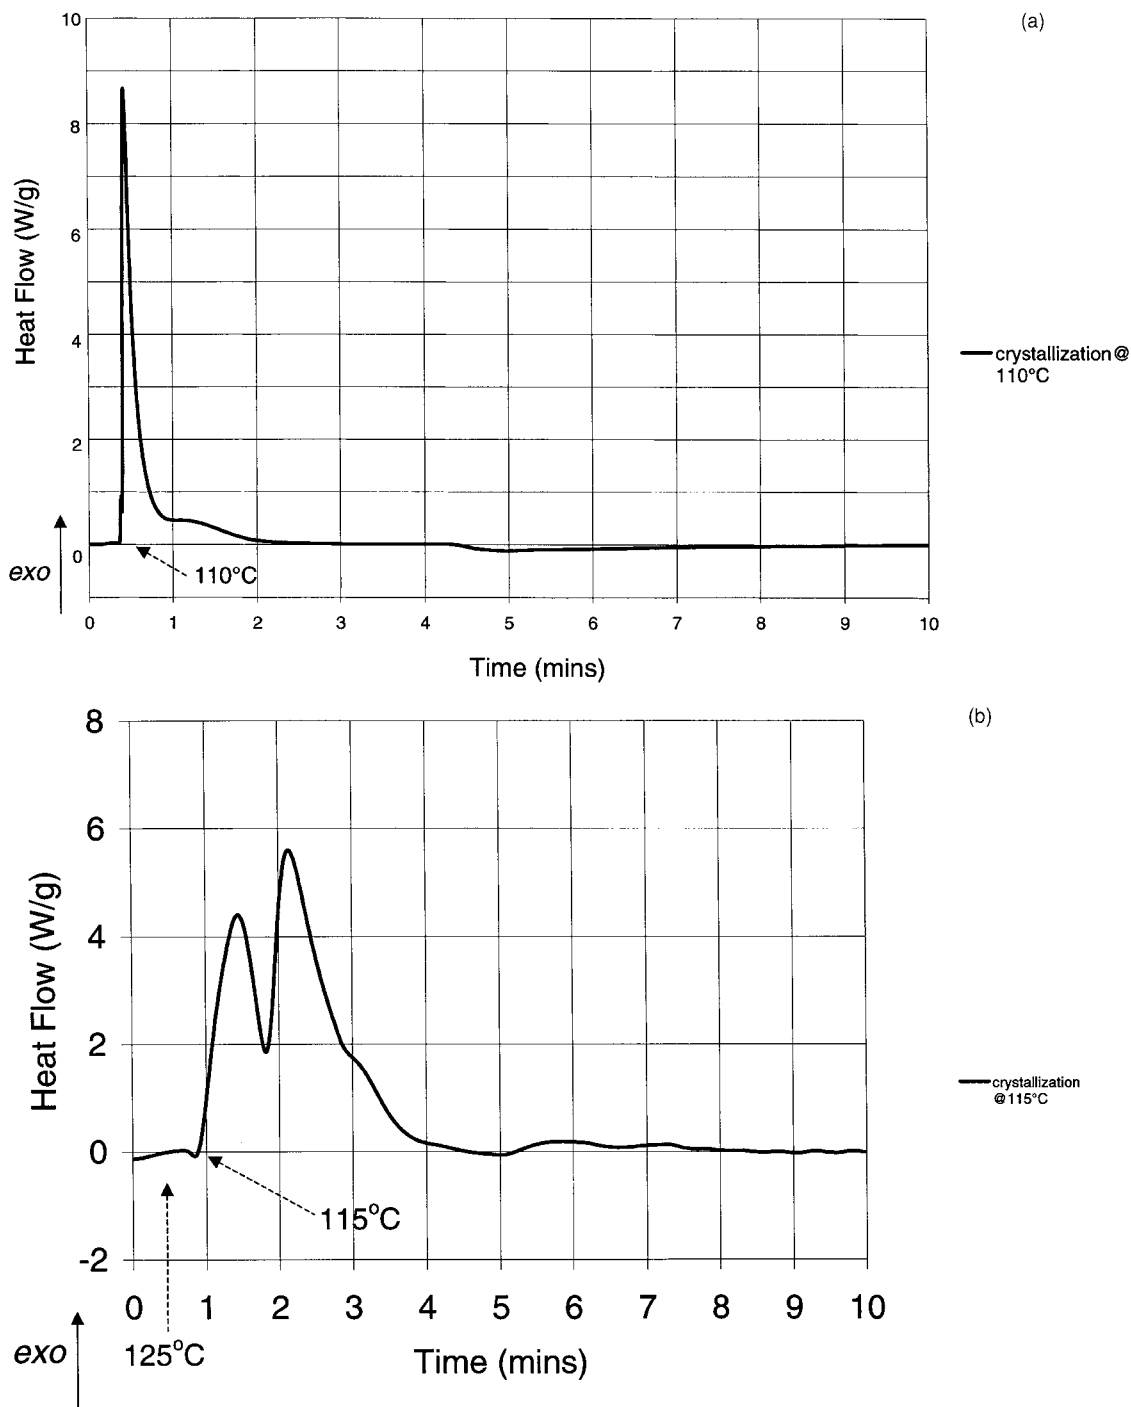 (a)
10
8
6
4
2
0
Heat Flow (W/g)
exo
110°C
0 1 2 3 4 5 6 7 8 9 10
Time (mins)
crystallization@
110°C
(b)
8
6
4
2
0
-2
Heat Flow (W/g)
115°C
0 1 2 3 4 5 6 7 8 9 10
exo
125°C
Time (mins)
crystallization
@115°C